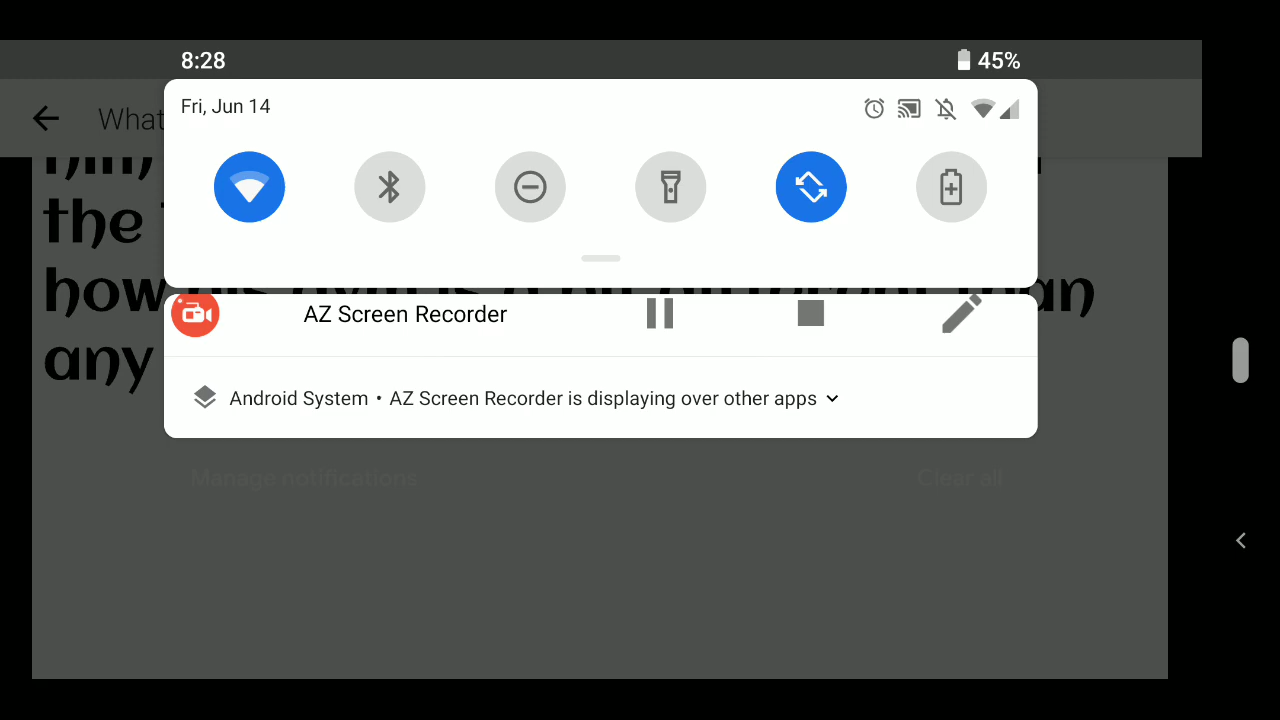 8:28
45%
Fri, Jun 14
What
the
how
than
any
AZ Screen Recorder
Android System • AZ Screen Recorder is displaying over other apps
Manage notifications
Clear all